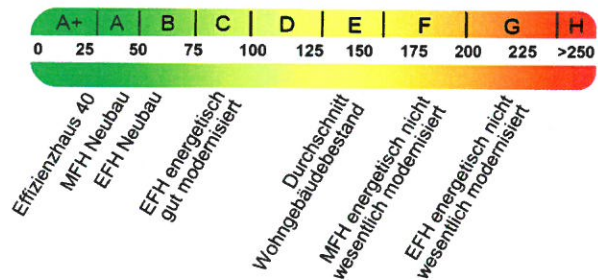 A+ A B C D E F G H
0 25 50 75 100 125 150 175 200 225 >250
Effizienzhaus 40
MFH Neubau
EFH Neubau
EFH energetisch
gut modernisiert
Durchschnitt
Wohngebäudebestand
MFH energetisch nicht
wesentlich modernisiert
EFH energetisch nicht
wesentlich modernisiert